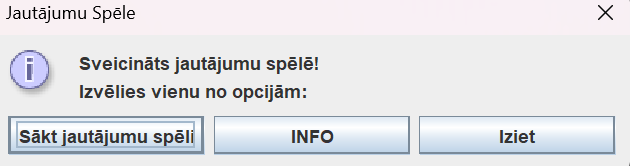 Jautājumu Spēle
Sveicināts jautājumu spēlē!
Izvēlies vienu no opcijām:
Sākt jautājumu spēli
INFO
Iziet